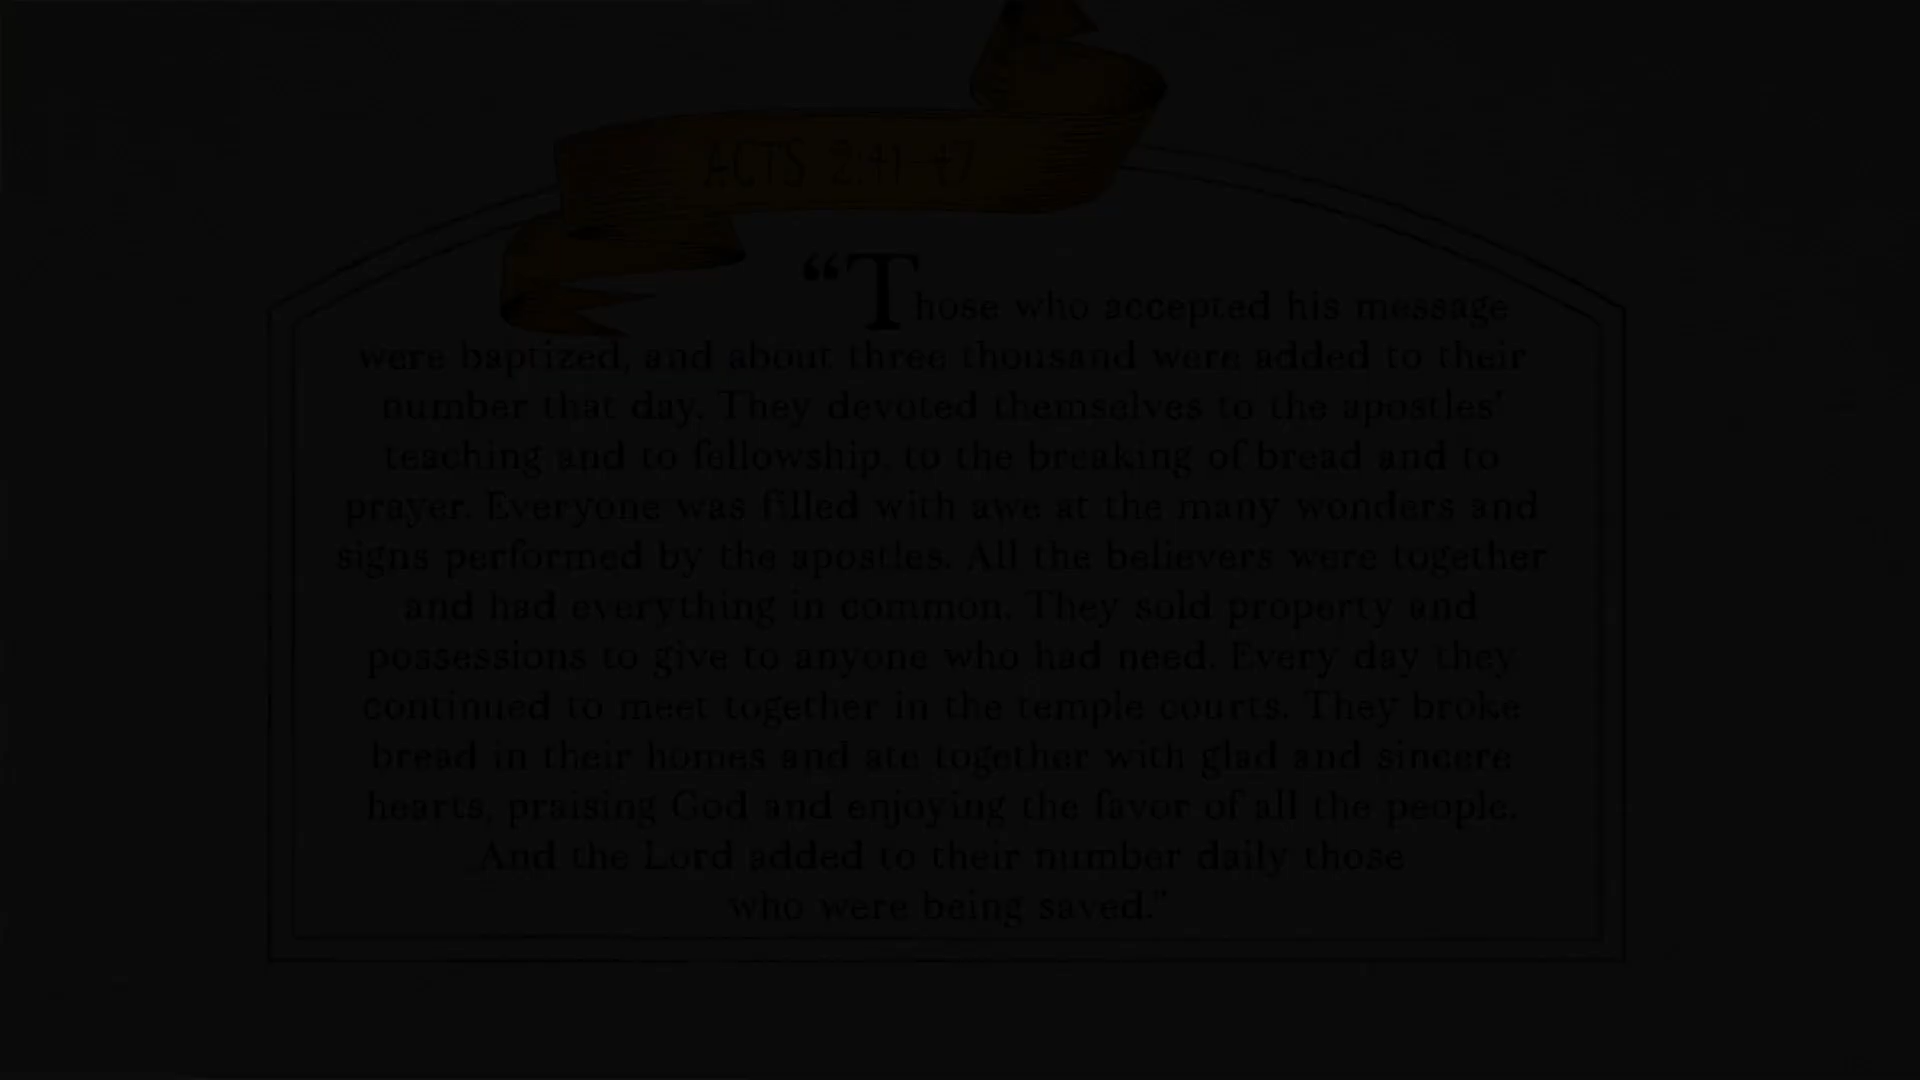 ACTS 2:41-47
“Those who accepted his message
were baptized, and about three thousand were added to their
number that day. They devoted themselves to the apostles’
teaching and to fellowship, to the breaking of bread and to
prayer. Everyone was filled with awe at the many wonders and
signs performed by the apostles. All the believers were together
and had everything in common. They sold property and
possessions to give to anyone who had need. Every day they
continued to meet together in the temple courts. They broke
bread in their homes and ate together with glad and sincere
hearts, praising God and enjoying the favor of all the people.
And the Lord added to their number daily those
who were being saved.”